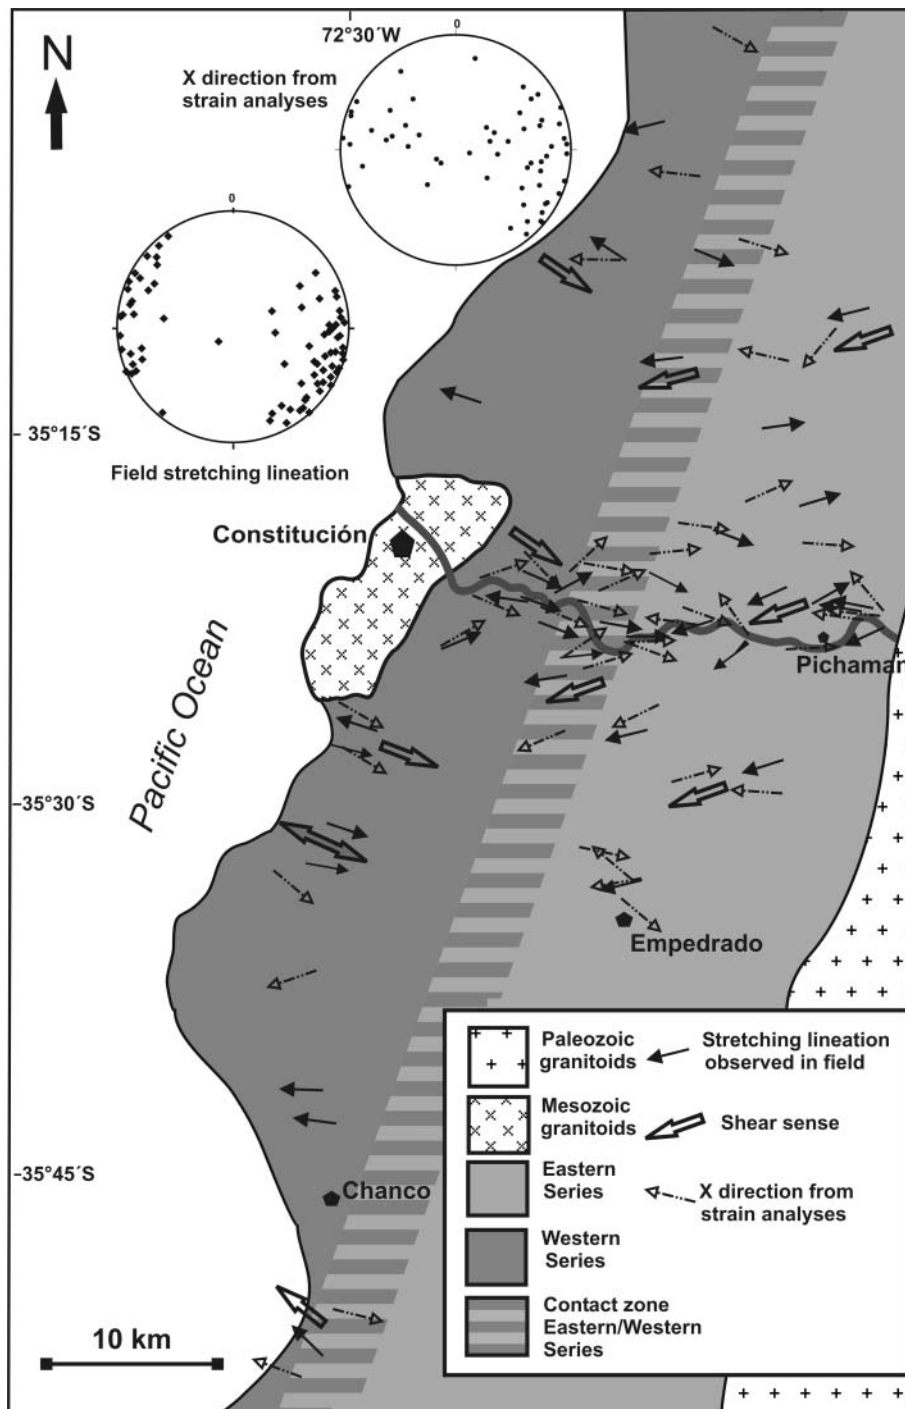 0
72°30´W
N
X direction from
strain analyses
0
35°15´S
Field stretching lineation
Constitución
Pichaman
Pacific Ocean
35°30´S
Empedrado
Paleozoic
granitoids
Stretching lineation
observed in field
Mesozoic
granitoids
Shear sense
Eastern
Series
X direction from
strain analyses
35°45´S
Chanco
Western
Series
Contact zone
Eastern/Western
Series
10 km